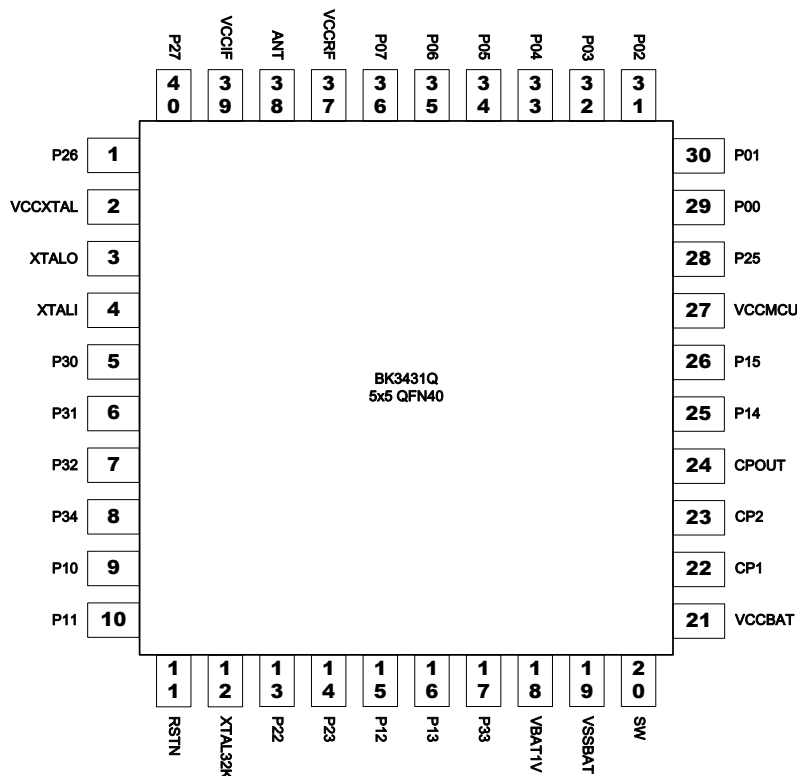 P27 VCCIF ANT VCCRF P07 P06 P05 P04 P03 P02
40 39 38 37 36 35 34 33 32 31
P26 1 30 P01
VCCXTAL 2 29 P00
XTALO 3 28 P25
XTALI 4 27 VCCMCU
P30 5 26 P15
P31 6 25 P14
P32 7 24 CPOUT
P34 8 23 CP2
P10 9 22 CP1
P11 10 21 VCCBAT
BK3431Q
5x5 QFN40
11 12 13 14 15 16 17 18 19 20
RSTN XTAL32K P22 P23 P12 P13 P33 VBAT1V VSSBAT SW